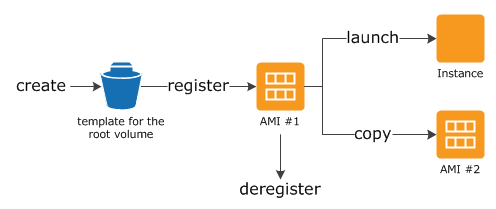 create
template for the
root volume
register
AMI #1
deregister
launch
Instance
copy
AMI #2